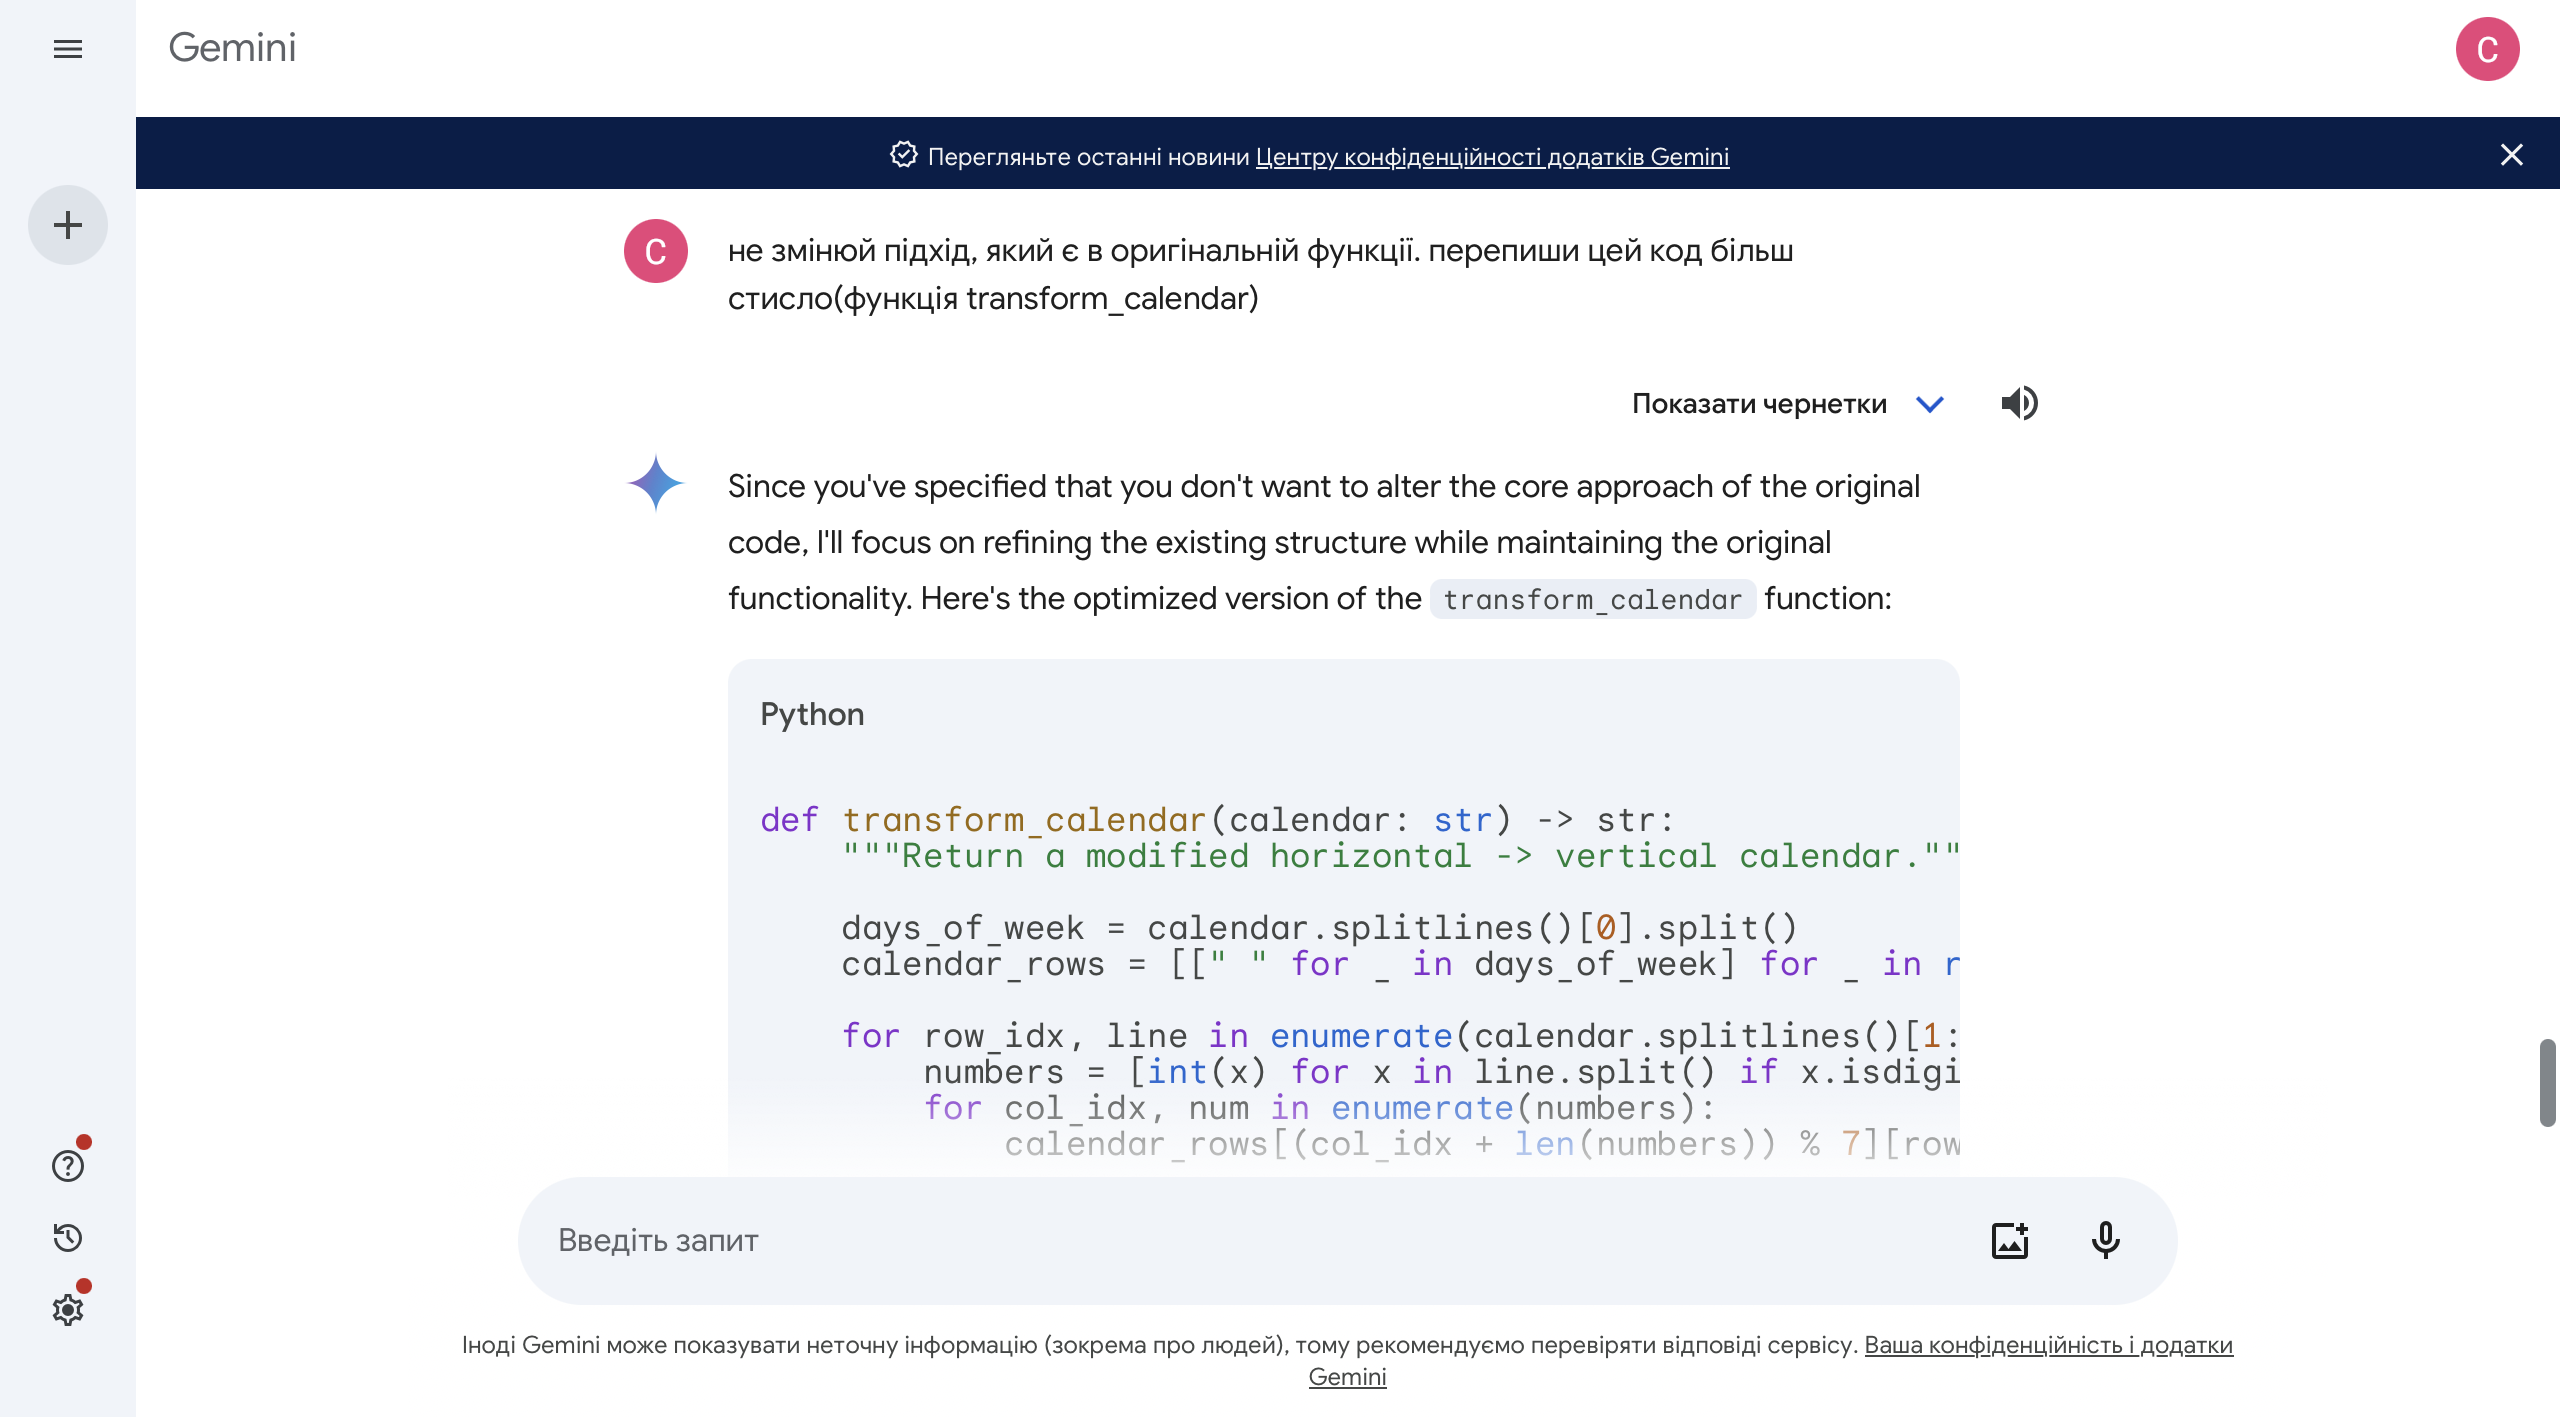 Gemini
C
Перегляньте останні новини Центру конфіденційності додатків Gemini
C
не змінюй підхід, який є в оригінальній функції. перепиши цей код більш
стисло(функція transform_calendar)
Показати чернетки
Since you've specified that you don't want to alter the core approach of the original
code, I'll focus on refining the existing structure while maintaining the original
functionality. Here's the optimized version of the transform_calendar function:
Python
def transform_calendar(calendar: str) -> str:
    """Return a modified horizontal -> vertical calendar.""
    days_of_week = calendar.splitlines()[0].split()
    calendar_rows = [[" " for _ in days_of_week] for _ in r
    for row_idx, line in enumerate(calendar.splitlines()[1:
        numbers = [int(x) for x in line.split() if x.isdigi
        for col_idx, num in enumerate(numbers):
            calendar_rows[(col_idx + len(numbers)) % 7][row
Введіть запит
Іноді Gemini може показувати неточну інформацію (зокрема про людей), тому рекомендуємо перевіряти відповіді сервісу. Ваша конфіденційність і додатки
Gemini